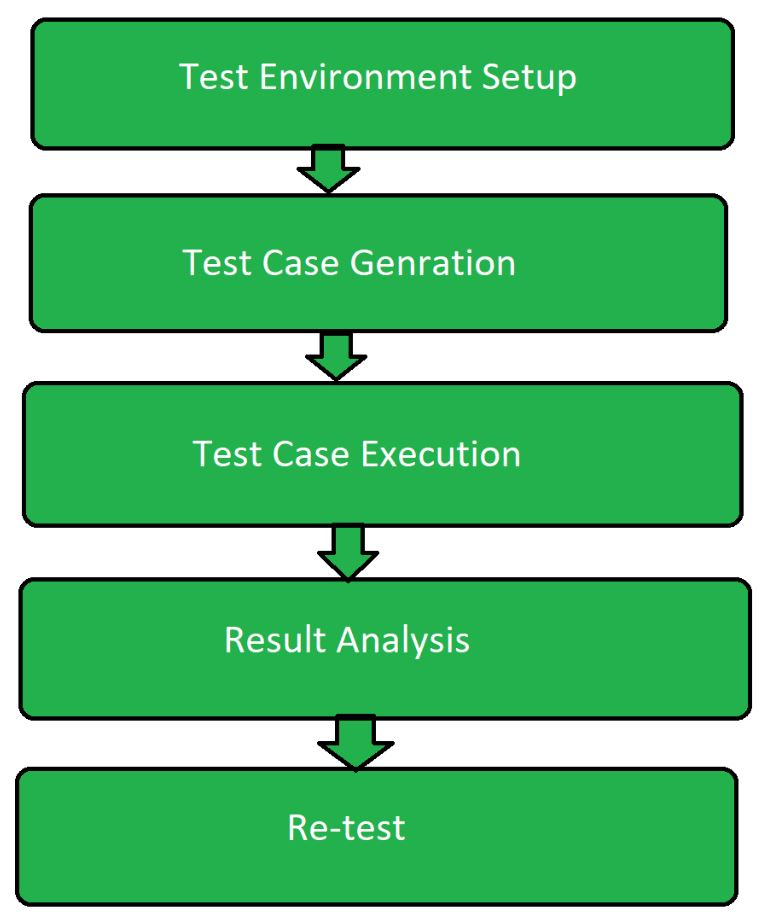 Test Environment Setup
Test Case Genration
Test Case Execution
Result Analysis
Re-test